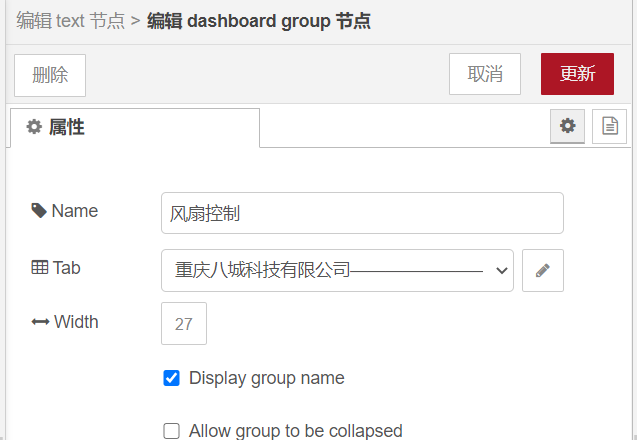 编辑 text 节点 > 编辑 dashboard group 节点
删除
取消
更新
属性
Name
风扇控制
Tab
重庆八城科技有限公司————————
Width
27
Display group name
Allow group to be collapsed